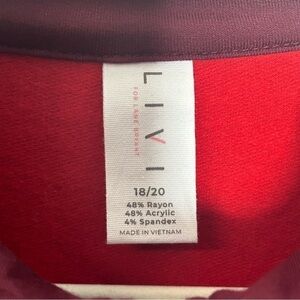 LIVI
FOR LANE BRYANT
18/20
48% Rayon
48% Acrylic
4% Spandex
MADE IN VIETNAM